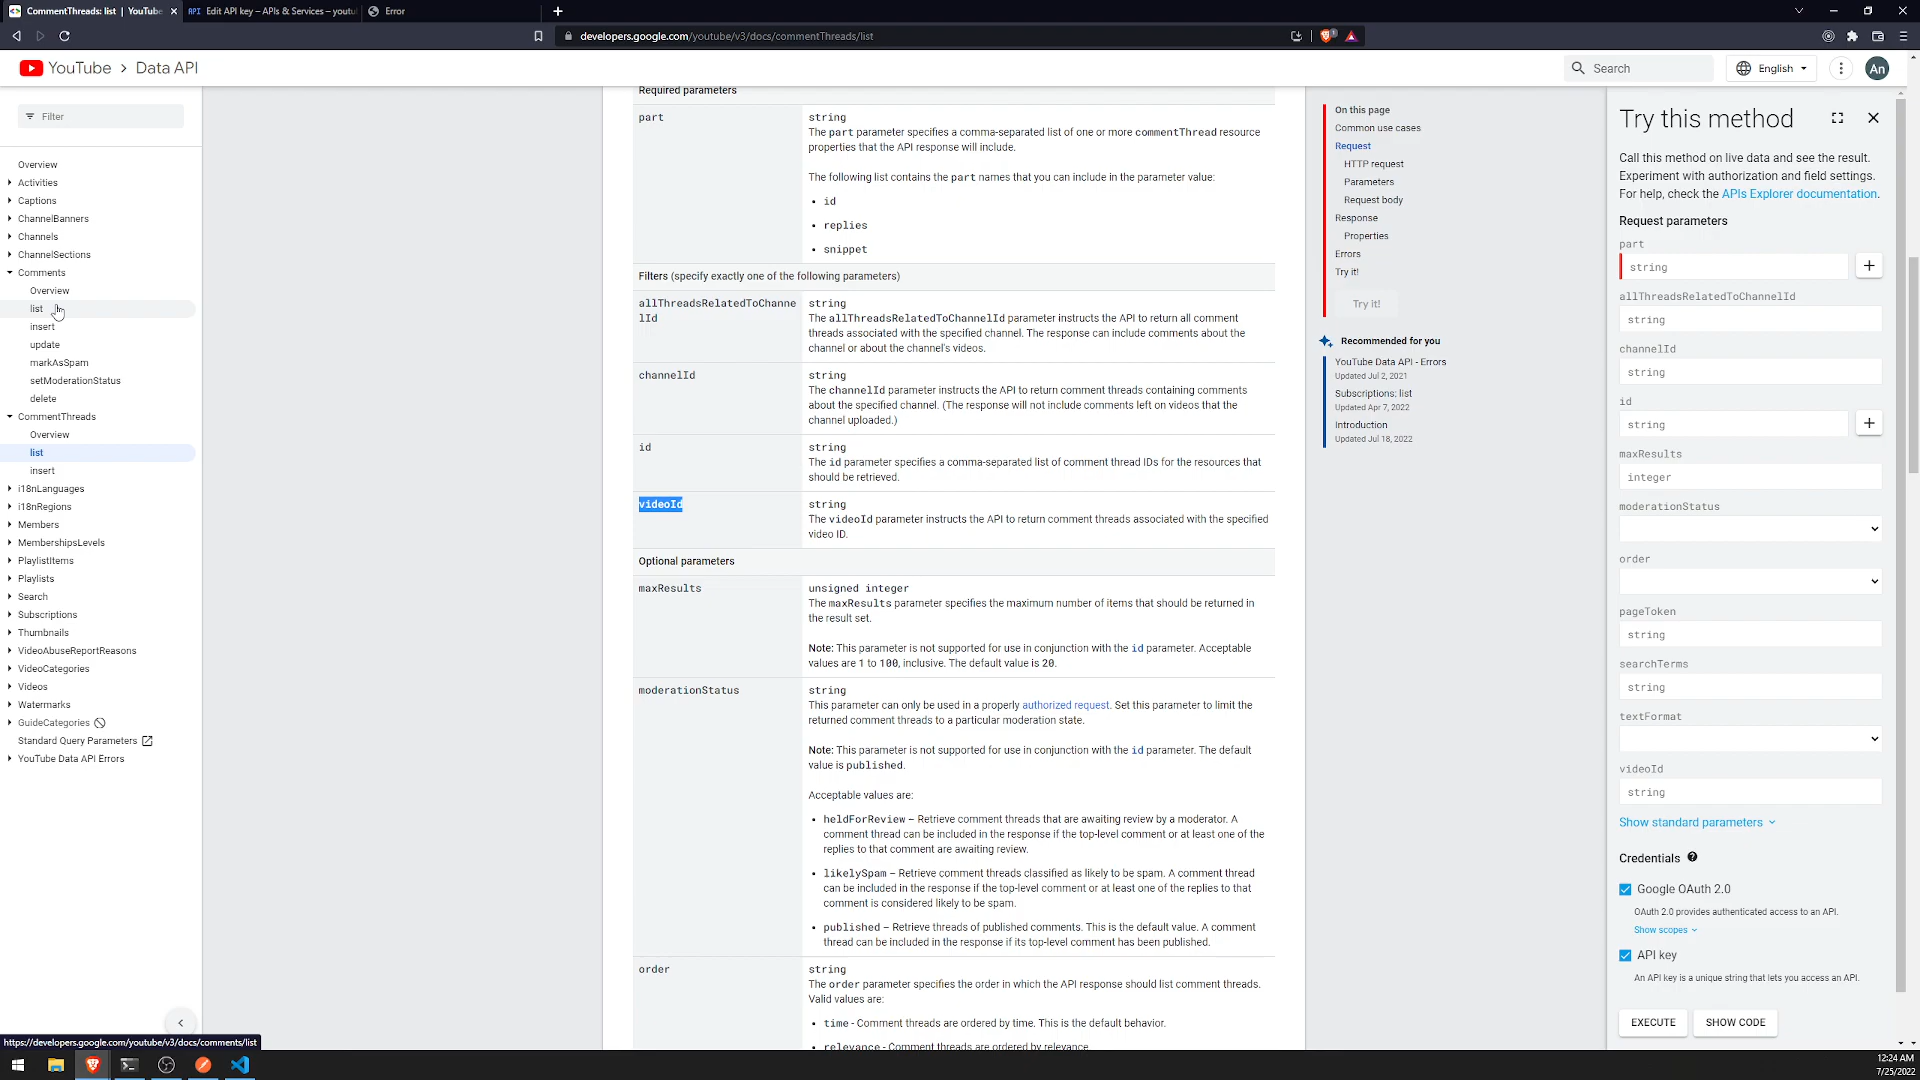 CommentThreads: list | YouTube
Edit API key – APIs & Services – youtu
Error
developers.google.com/youtube/v3/docs/commentThreads/list
YouTube > Data API
Search
English
An
Filter
Overview
Activities
Captions
ChannelBanners
Channels
ChannelSections
Comments
Overview
list
insert
update
markAsSpam
setModerationStatus
delete
CommentThreads
Overview
list
insert
i18nLanguages
i18nRegions
Members
MembershipsLevels
PlaylistItems
Playlists
Search
Subscriptions
Thumbnails
VideoAbuseReportReasons
VideoCategories
Videos
Watermarks
GuideCategories
Standard Query Parameters
YouTube Data API Errors
https://developers.google.com/youtube/v3/docs/comments/list
Required parameters
part
string
The part parameter specifies a comma-separated list of one or more commentThread resource
properties that the API response will include.
The following list contains the part names that you can include in the parameter value:
• id
• replies
• snippet
Filters (specify exactly one of the following parameters)
allThreadsRelatedToChanne
lId
string
The allThreadsRelatedToChannelId parameter instructs the API to return all comment
threads associated with the specified channel. The response can include comments about the
channel or about the channel's videos.
channelId
string
The channelId parameter instructs the API to return comment threads containing comments
about the specified channel. (The response will not include comments left on videos that the
channel uploaded.)
id
string
The id parameter specifies a comma-separated list of comment thread IDs for the resources that
should be retrieved.
videoId
string
The videoId parameter instructs the API to return comment threads associated with the specified
video ID.
Optional parameters
maxResults
unsigned integer
The maxResults parameter specifies the maximum number of items that should be returned in
the result set.
Note: This parameter is not supported for use in conjunction with the id parameter. Acceptable
values are 1 to 100, inclusive. The default value is 20.
moderationStatus
string
This parameter can only be used in a properly authorized request. Set this parameter to limit the
returned comment threads to a particular moderation state.
Note: This parameter is not supported for use in conjunction with the id parameter. The default
value is published.
Acceptable values are:
• heldForReview – Retrieve comment threads that are awaiting review by a moderator. A
comment thread can be included in the response if the top-level comment or at least one of the
replies to that comment are awaiting review.
• likelySpam – Retrieve comment threads classified as likely to be spam. A comment thread
can be included in the response if the top-level comment or at least one of the replies to that
comment is considered likely to be spam.
• published – Retrieve threads of published comments. This is the default value. A comment
thread can be included in the response if its top-level comment has been published.
order
string
The order parameter specifies the order in which the API response should list comment threads.
Valid values are:
• time - Comment threads are ordered by time. This is the default behavior.
• relevance - Comment threads are ordered by relevance.
On this page
Common use cases
Request
HTTP request
Parameters
Request body
Response
Properties
Errors
Try it!
Try it!
Recommended for you
YouTube Data API - Errors
Updated Jul 2, 2021
Subscriptions: list
Updated Apr 7, 2022
Introduction
Updated Jul 18, 2022
Try this method
Call this method on live data and see the result.
Experiment with authorization and field settings.
For help, check the APIs Explorer documentation.
Request parameters
part
string
allThreadsRelatedToChannelId
string
channelId
string
id
string
maxResults
integer
moderationStatus
order
pageToken
string
searchTerms
string
textFormat
videoId
string
Show standard parameters
Credentials
Google OAuth 2.0
OAuth 2.0 provides authenticated access to an API.
Show scopes
API key
An API key is a unique string that lets you access an API.
EXECUTE
SHOW CODE
12:24 AM
7/25/2022